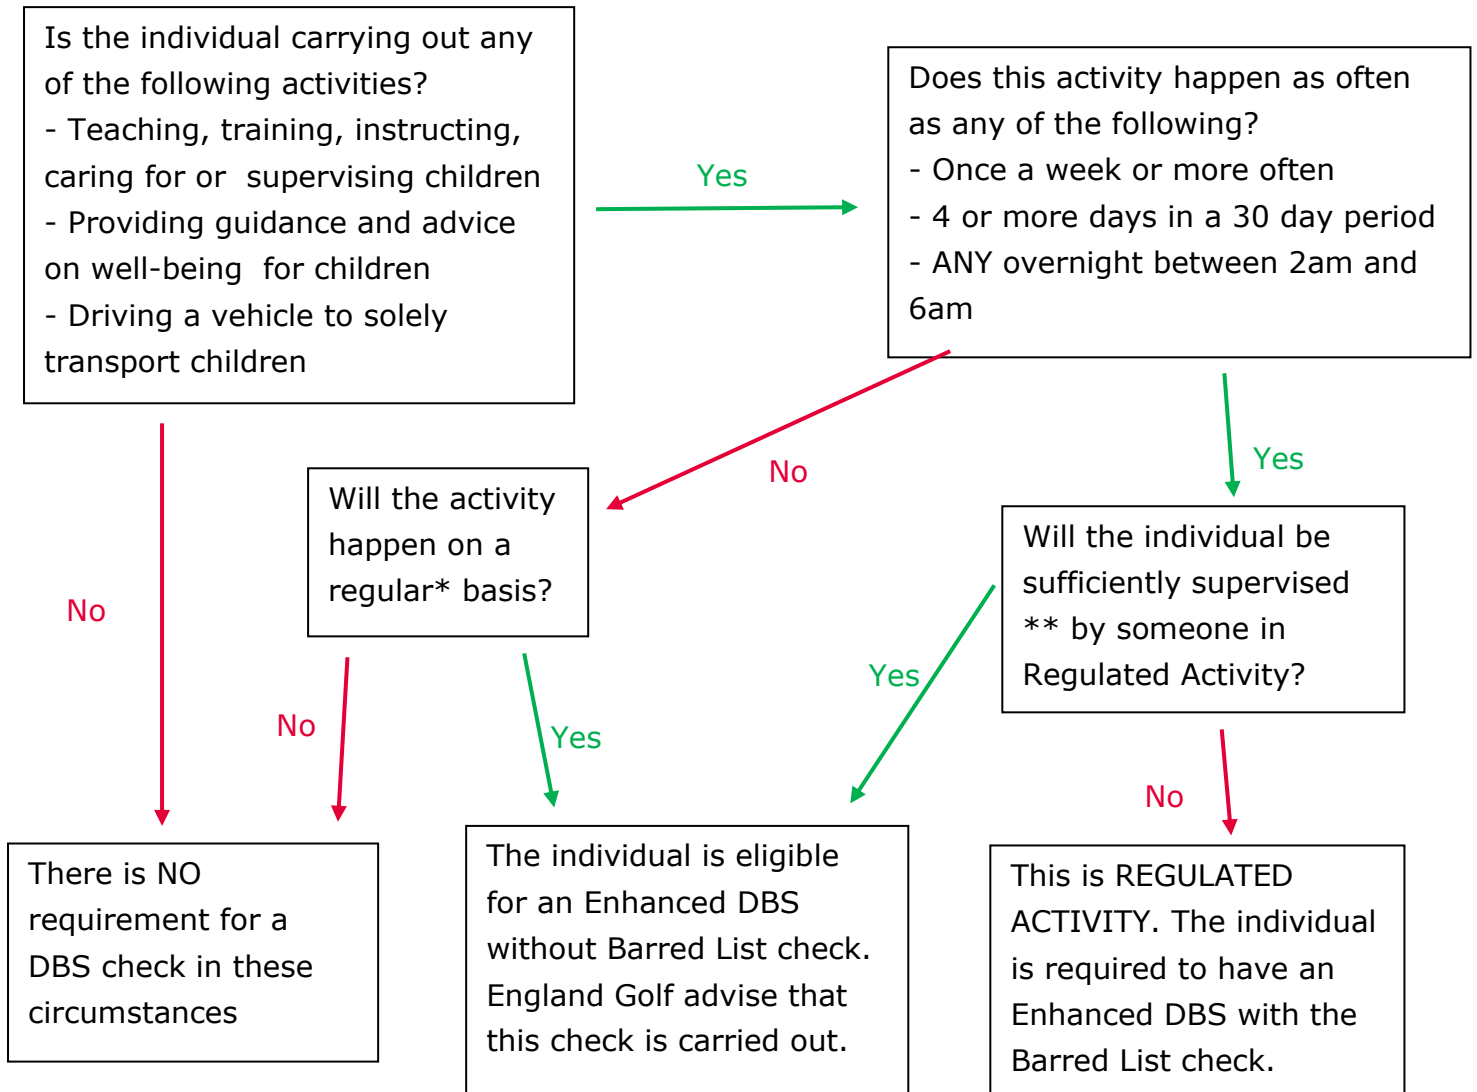 Is the individual carrying out any
of the following activities?
- Teaching, training, instructing,
caring for or  supervising children
- Providing guidance and advice
on well-being  for children
- Driving a vehicle to solely
transport children
Yes
Does this activity happen as often
as any of the following?
- Once a week or more often
- 4 or more days in a 30 day period
- ANY overnight between 2am and
6am
No
No
Yes
Will the activity
happen on a
regular* basis?
Will the individual be
sufficiently supervised
** by someone in
Regulated Activity?
No
Yes
Yes
No
There is NO
requirement for a
DBS check in these
circumstances
The individual is eligible
for an Enhanced DBS
without Barred List check.
England Golf advise that
this check is carried out.
This is REGULATED
ACTIVITY. The individual
is required to have an
Enhanced DBS with the
Barred List check.